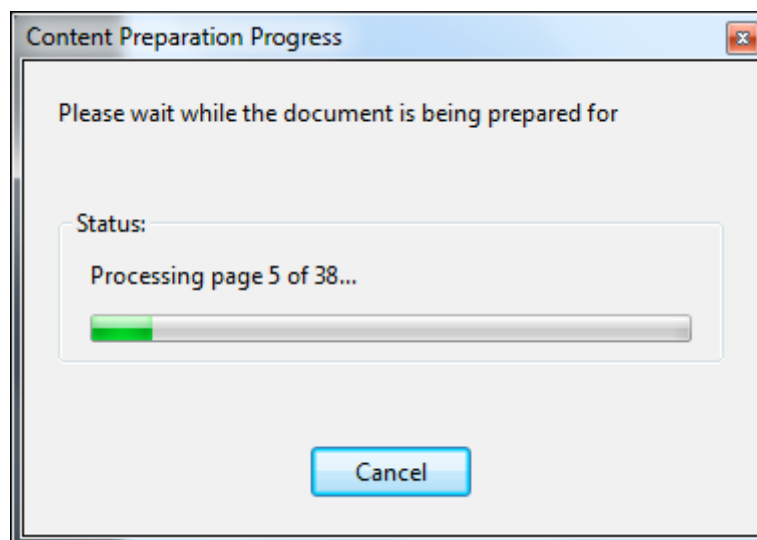 Content Preparation Progress
Please wait while the document is being prepared for
Status:
Processing page 5 of 38...
Cancel